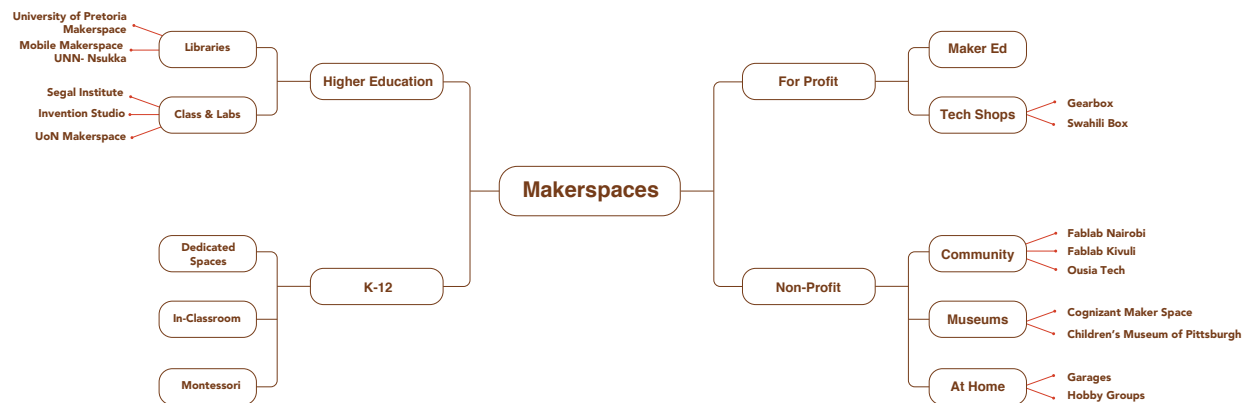 University of Pretoria
Makerspace
Mobile Makerspace
UNN- Nsukka
Libraries
Higher Education
Segal Institute
Invention Studio
UoN Makerspace
Class & Labs
Dedicated
Spaces
K-12
In-Classroom
Montessori
Makerspaces
For Profit
Maker Ed
Tech Shops
Gearbox
Swahili Box
Non-Profit
Community
Fablab Nairobi
Fablab Kivuli
Ousia Tech
Museums
Cognizant Maker Space
Children’s Museum of Pittsburgh
At Home
Garages
Hobby Groups